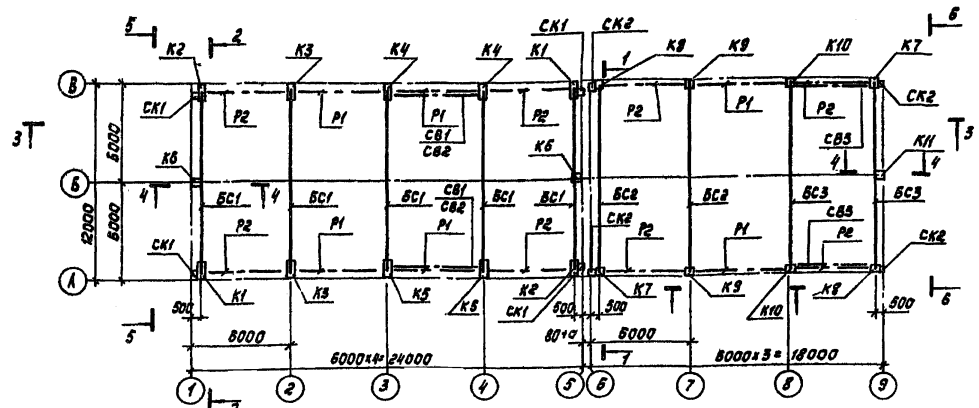 СК1 СК2
5 2 6
К2 К3 К4 К4 К1 1 К8 К9 К10 К7
В
СК1 Р2 Р1 Р1 Р2 Р2 Р1 Р2 СК2
СВ1
СВ2
СВ3
3 3
6000
К6 К6 4 4 К11
Б
4 4
БС1 БС1 БС1 СВ1 БС1 БС1 БС2 БС2 БС3 БС3
СВ2
12000
6000
СК1 Р2 Р1 Р1 Р2 СК2 Р2 Р1 СВ3 Р2 СК2
А
К1 К3 К5 К5 К2 К7 К9 К10 К8
СК1
5 500 500 500 500 6
6000 80+а 6000
6000х4=24000 1 6000х3=18000
1 2 3 4 5 6 7 8 9